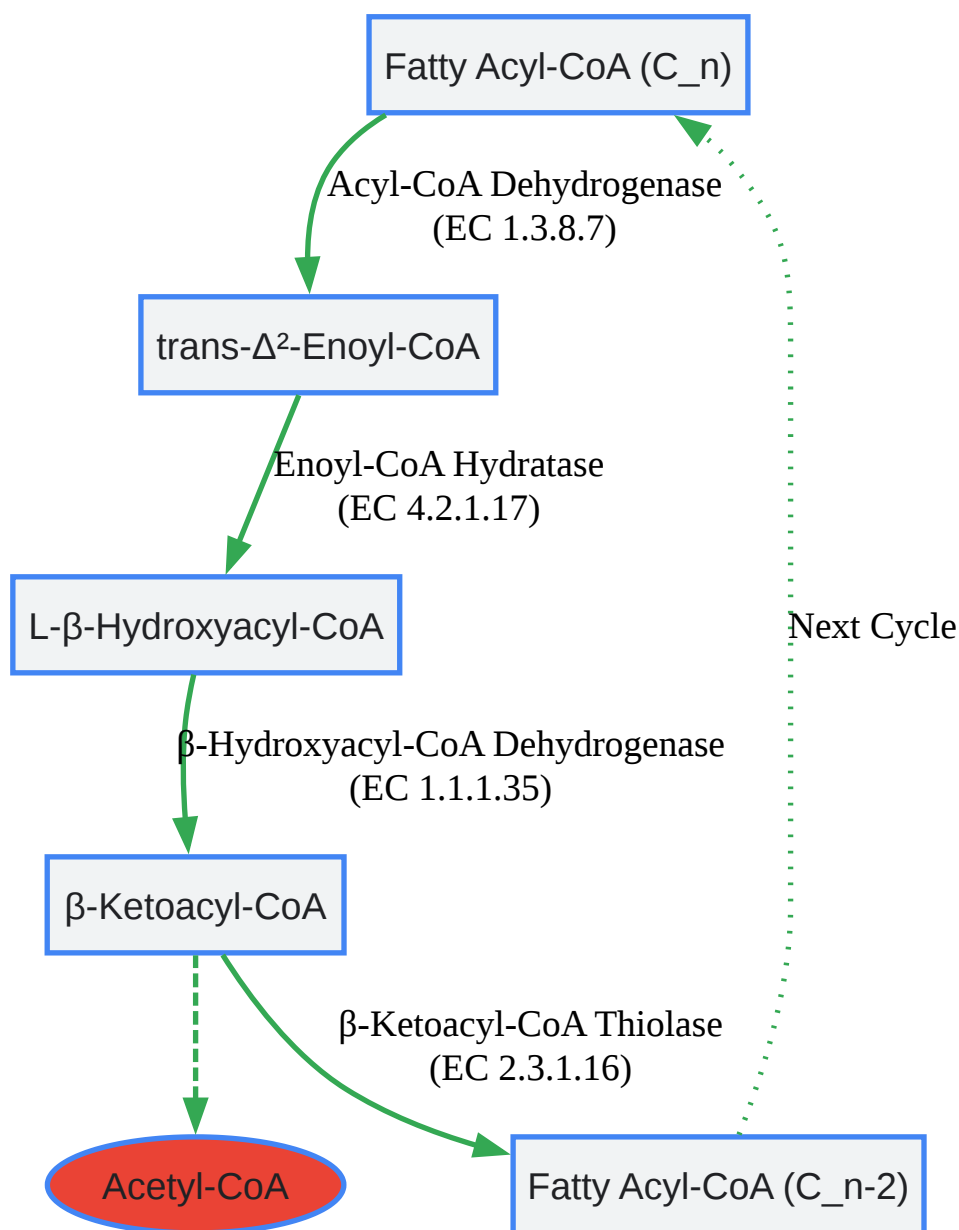 Fatty Acyl-CoA (C_n)
Acyl-CoA Dehydrogenase
(EC 1.3.8.7)
trans-Δ²-Enoyl-CoA
Enoyl-CoA Hydratase
(EC 4.2.1.17)
L-β-Hydroxyacyl-CoA
Next Cycle
β-Hydroxyacyl-CoA Dehydrogenase
(EC 1.1.1.35)
β-Ketoacyl-CoA
β-Ketoacyl-CoA Thiolase
(EC 2.3.1.16)
Acetyl-CoA
Fatty Acyl-CoA (C_n-2)